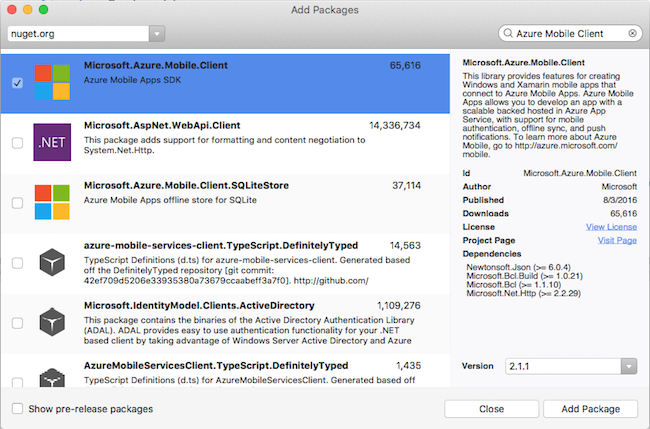 Add Packages
nuget.org
Azure Mobile Client
Microsoft.Azure.Mobile.Client 65,616
Azure Mobile Apps SDK
.NET
Microsoft.AspNet.WebApi.Client 14,336,734
This package adds support for formatting and content negotiation to
System.Net.Http.
Microsoft.Azure.Mobile.Client.SQLiteStore 37,114
Azure Mobile Apps offline store for SQLite
azure-mobile-services-client.TypeScript.DefinitelyTyped 14,563
TypeScript Definitions (d.ts) for azure-mobile-services-client. Generated based
off the DefinitelyTyped repository [git commit:
42ef709d5206e33935380a73679ccaabeff3a7f0]. http://github.com/
Microsoft.IdentityModel.Clients.ActiveDirectory 1,109,276
This package contains the binaries of the Active Directory Authentication Library
(ADAL). ADAL provides easy to use authentication functionality for your .NET
based client by taking advantage of Windows Server Active Directory and Azure
AzureMobileServicesClient.TypeScript.DefinitelyTyped 1,435
TypeScript Definitions (d.ts) for AzureMobileServicesClient. Generated based off
Microsoft.Azure.Mobile.Client
This library provides features for creating
Windows and Xamarin mobile apps that
connect to Azure Mobile Apps. Azure Mobile
Apps allows you to develop an app with a
scalable backed hosted in Azure App
Service, with support for mobile
authentication, offline sync, and push
notifications. To learn more about Azure
Mobile, go to http://azure.microsoft.com/
mobile.
Id Microsoft.Azure.Mobile.Client
Author Microsoft
Published 8/3/2016
Downloads 65,616
License View License
Project Page Visit Page
Dependencies
Newtonsoft.Json (>= 6.0.4)
Microsoft.Bcl.Build (>= 1.0.21)
Microsoft.Bcl (>= 1.1.10)
Microsoft.Net.Http (>= 2.2.29)
Version 2.1.1
Show pre-release packages
Close
Add Package